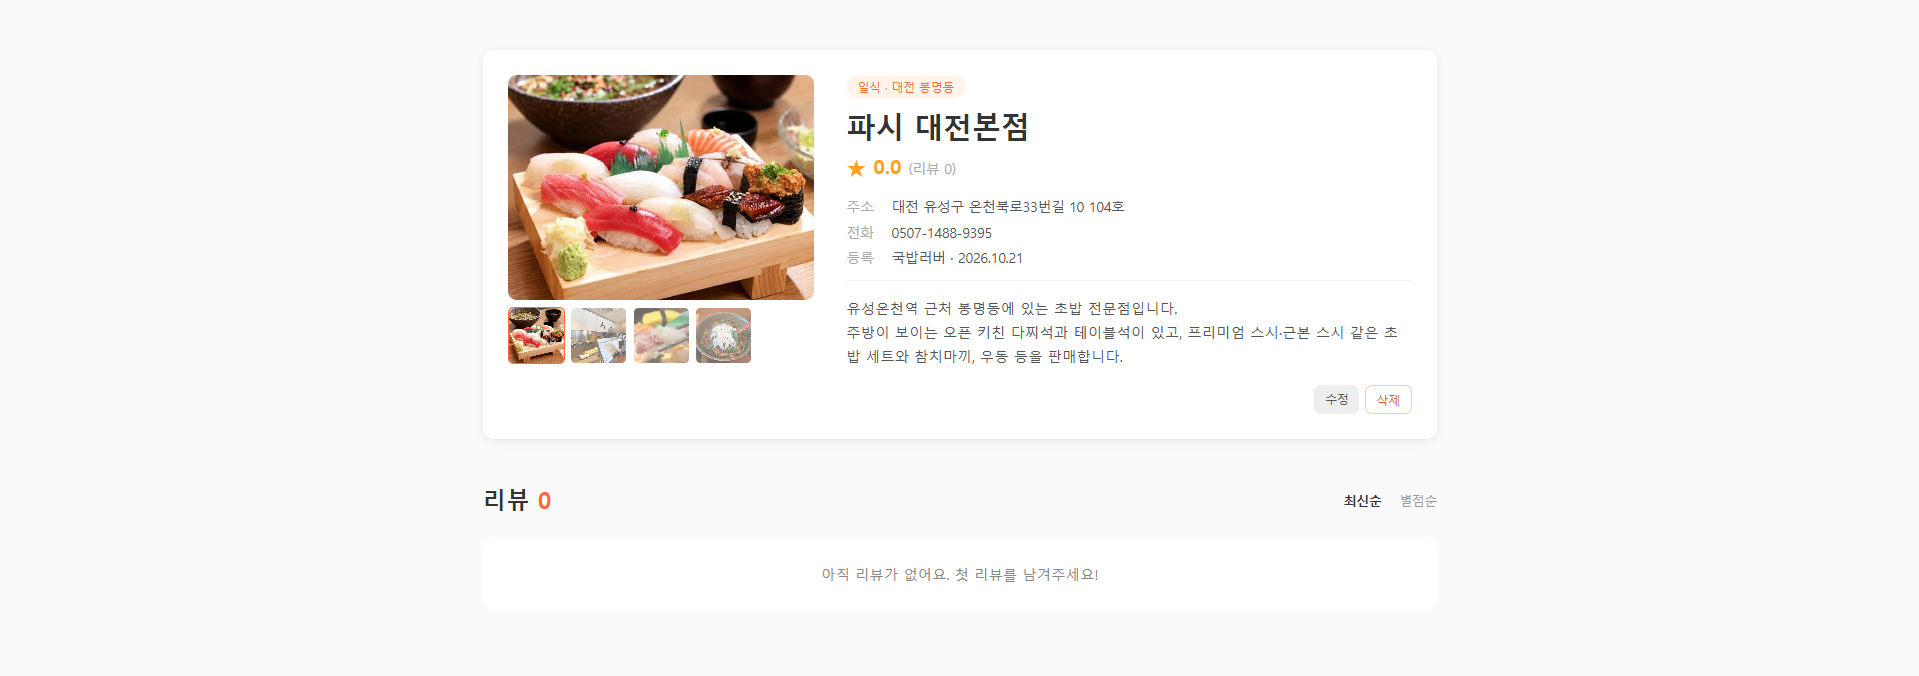 일식 · 대전 봉명동
파시 대전본점
★ 0.0 (리뷰 0)
주소 대전 유성구 온천북로33번길 10 104호
전화 0507-1488-9395
등록 국밥러버 · 2026.10.21
유성온천역 근처 봉명동에 있는 초밥 전문점입니다.
주방이 보이는 오픈 키친 다찌석과 테이블석이 있고, 프리미엄 스시·근본 스시 같은 초
밥 세트와 참치마끼, 우동 등을 판매합니다.
수정 삭제
리뷰 0
최신순 별점순
아직 리뷰가 없어요. 첫 리뷰를 남겨주세요!